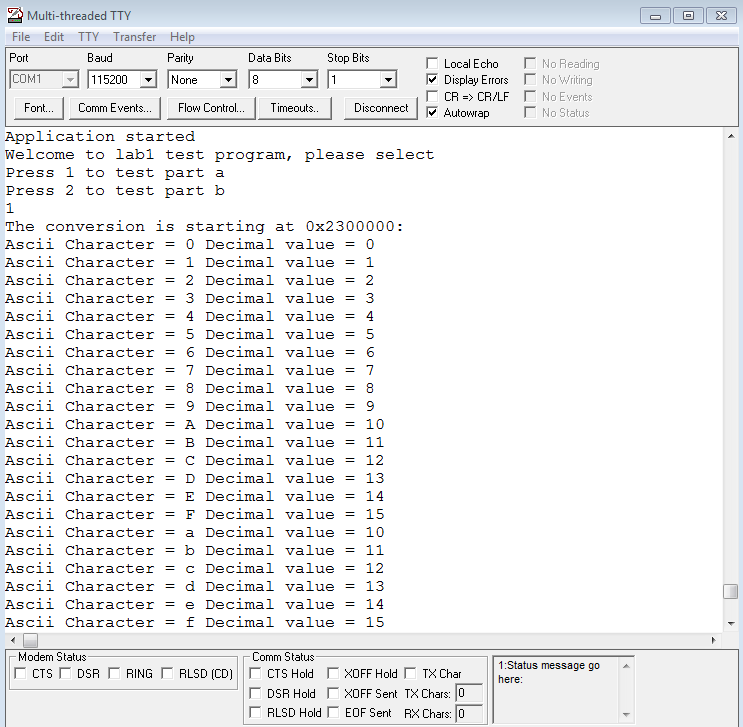 Multi-threaded TTY
File Edit TTY Transfer Help
Port Baud Parity Data Bits Stop Bits
COM1 115200 None 8 1
Local Echo No Reading
Display Errors No Writing
CR => CR/LF No Events
Autowrap No Status
Font... Comm Events... Flow Control... Timeouts.. Disconnect
Application started
Welcome to lab1 test program, please select
Press 1 to test part a
Press 2 to test part b
1
The conversion is starting at 0x2300000:
Ascii Character = 0 Decimal value = 0
Ascii Character = 1 Decimal value = 1
Ascii Character = 2 Decimal value = 2
Ascii Character = 3 Decimal value = 3
Ascii Character = 4 Decimal value = 4
Ascii Character = 5 Decimal value = 5
Ascii Character = 6 Decimal value = 6
Ascii Character = 7 Decimal value = 7
Ascii Character = 8 Decimal value = 8
Ascii Character = 9 Decimal value = 9
Ascii Character = A Decimal value = 10
Ascii Character = B Decimal value = 11
Ascii Character = C Decimal value = 12
Ascii Character = D Decimal value = 13
Ascii Character = E Decimal value = 14
Ascii Character = F Decimal value = 15
Ascii Character = a Decimal value = 10
Ascii Character = b Decimal value = 11
Ascii Character = c Decimal value = 12
Ascii Character = d Decimal value = 13
Ascii Character = e Decimal value = 14
Ascii Character = f Decimal value = 15
Modem Status
CTS DSR RING RLSD (CD)
Comm Status
CTS Hold XOFF Hold TX Char
DSR Hold XOFF Sent TX Chars: 0
RLSD Hold EOF Sent RX Chars: 0
1:Status message go
here: